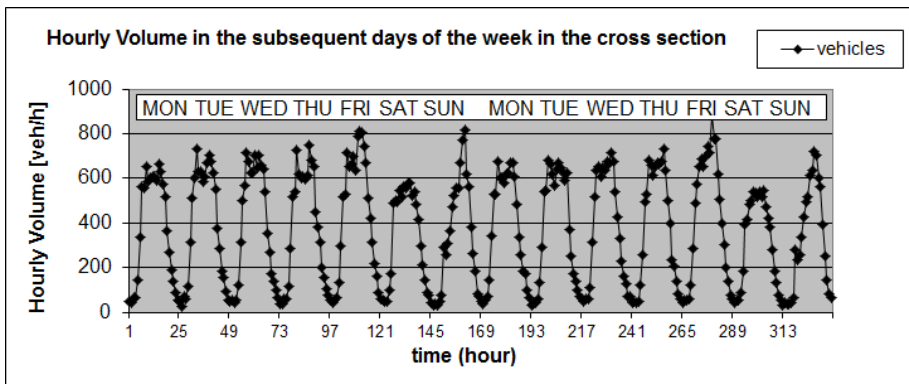 Hourly Volume in the subsequent days of the week in the cross section
vehicles
Hourly Volume [veh/h]
1000
800
600
400
200
0
MON TUE WED THU FRI SAT SUN MON TUE WED THU FRI SAT SUN
1 25 49 73 97 121 145 169 193 217 241 265 289 313
time (hour)